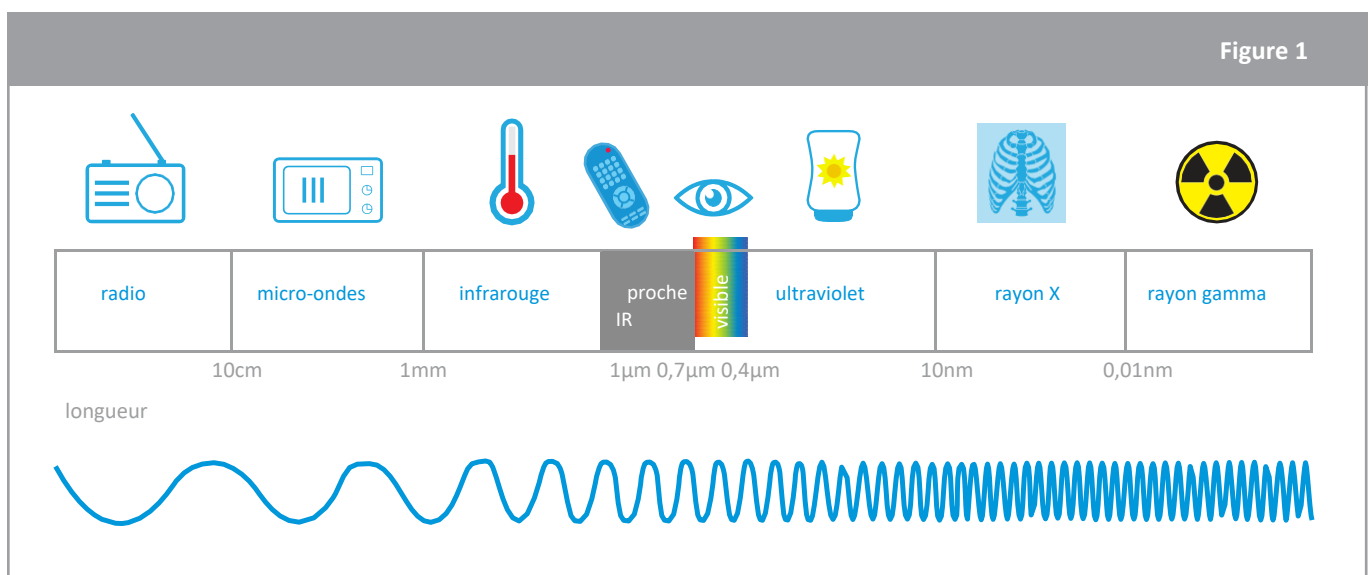 Figure 1
radio
micro-ondes
infrarouge
proche
IR
visible
ultraviolet
rayon X
rayon gamma
10cm
1mm
1µm 0,7µm 0,4µm
10nm
0,01nm
longueur